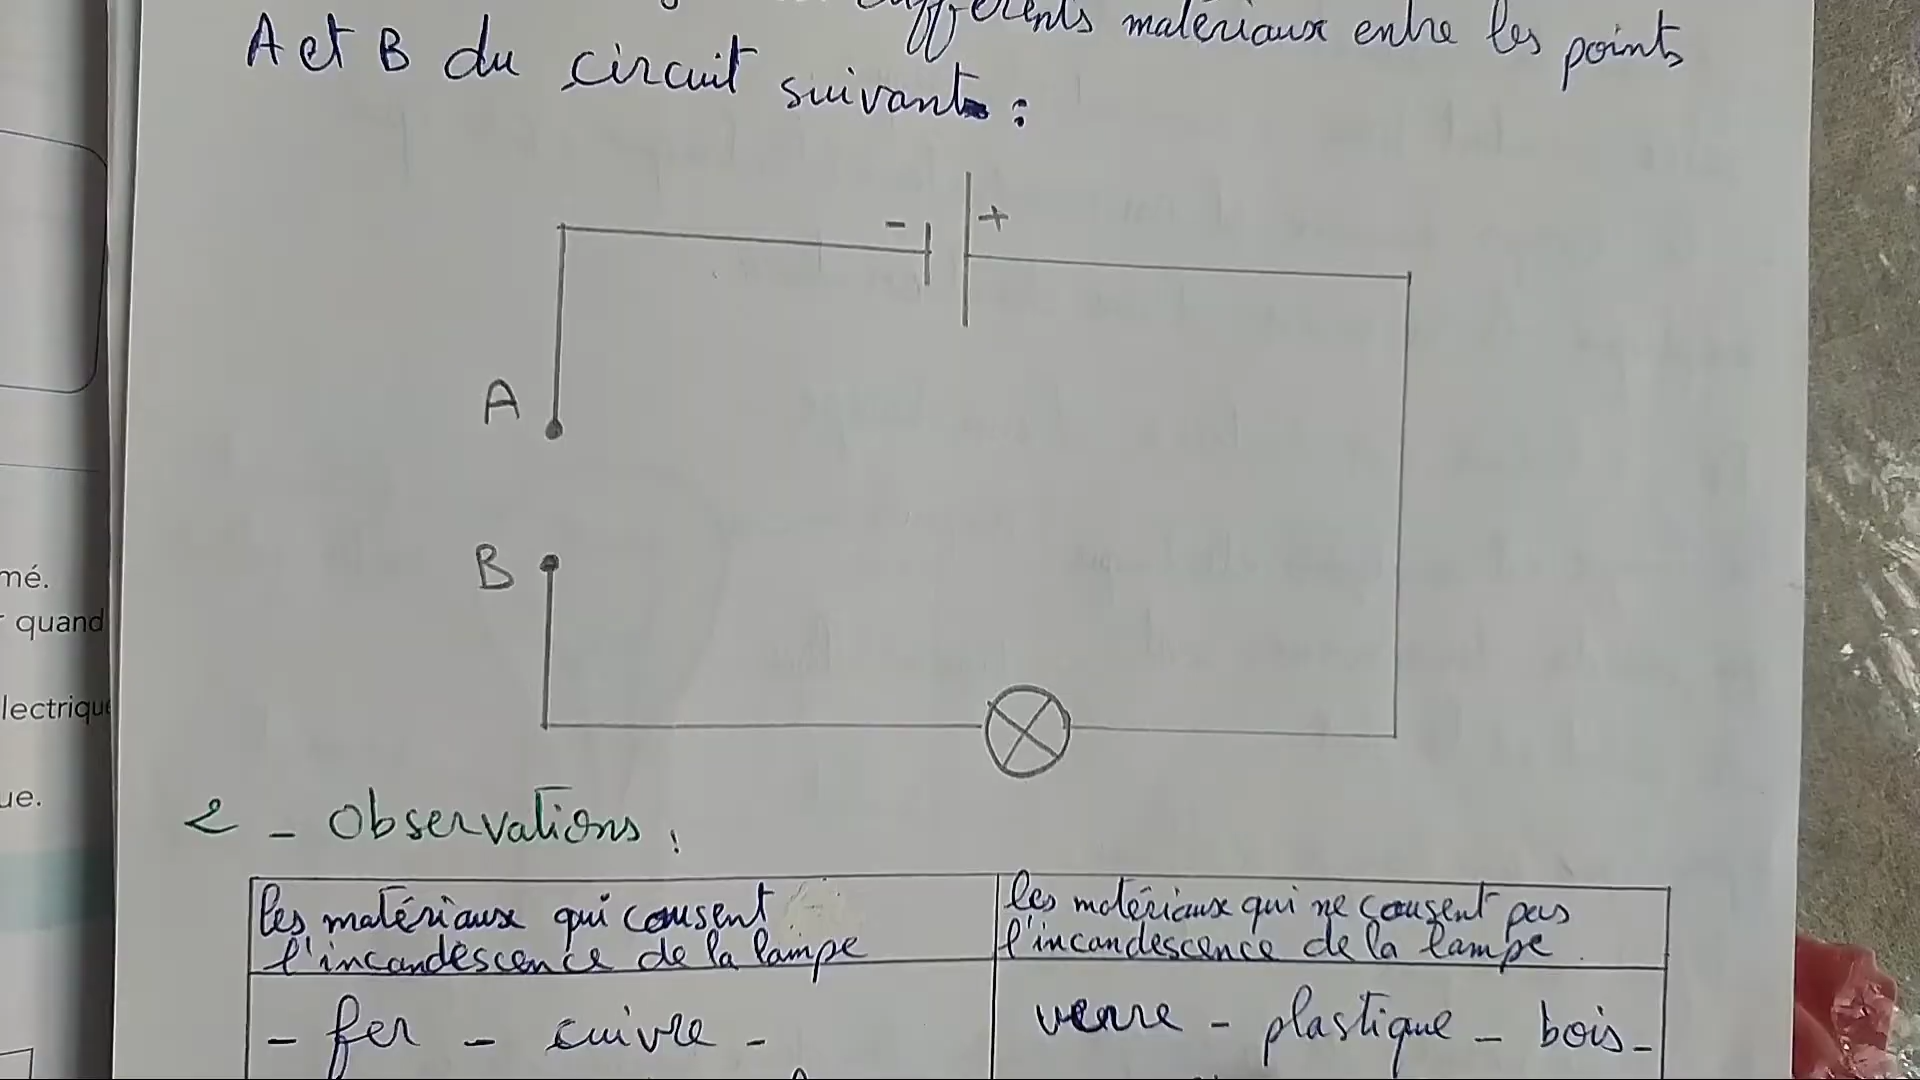 différents matériaux entre les points
A et B du circuit suivant :
- +
A
B
2 - Observations :
les matériaux qui causent
l'incandescence de la lampe
les matériaux qui ne causent pas
l'incandescence de la lampe.
- fer - cuivre -
verre - plastique - bois -
mé.
quand
lectrique
ue.